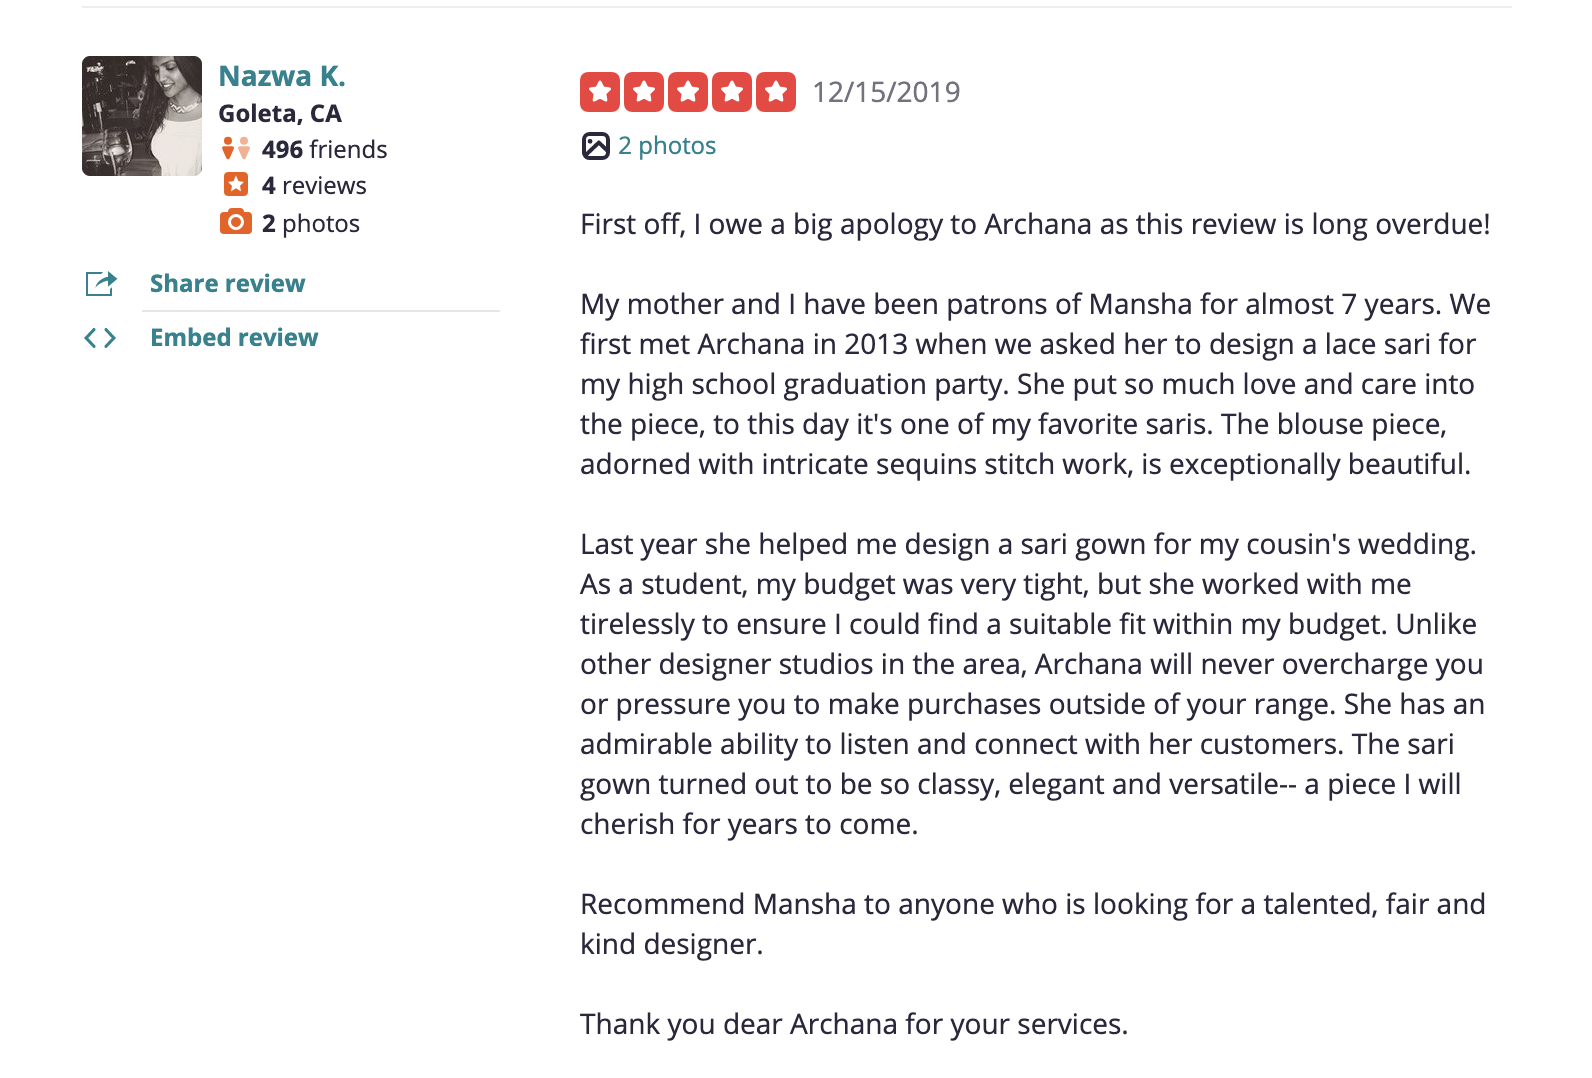 Nazwa K.
Goleta, CA
496 friends
4 reviews
2 photos
Share review
Embed review
12/15/2019
2 photos
First off, I owe a big apology to Archana as this review is long overdue!
My mother and I have been patrons of Mansha for almost 7 years. We
first met Archana in 2013 when we asked her to design a lace sari for
my high school graduation party. She put so much love and care into
the piece, to this day it's one of my favorite saris. The blouse piece,
adorned with intricate sequins stitch work, is exceptionally beautiful.
Last year she helped me design a sari gown for my cousin's wedding.
As a student, my budget was very tight, but she worked with me
tirelessly to ensure I could find a suitable fit within my budget. Unlike
other designer studios in the area, Archana will never overcharge you
or pressure you to make purchases outside of your range. She has an
admirable ability to listen and connect with her customers. The sari
gown turned out to be so classy, elegant and versatile-- a piece I will
cherish for years to come.
Recommend Mansha to anyone who is looking for a talented, fair and
kind designer.
Thank you dear Archana for your services.